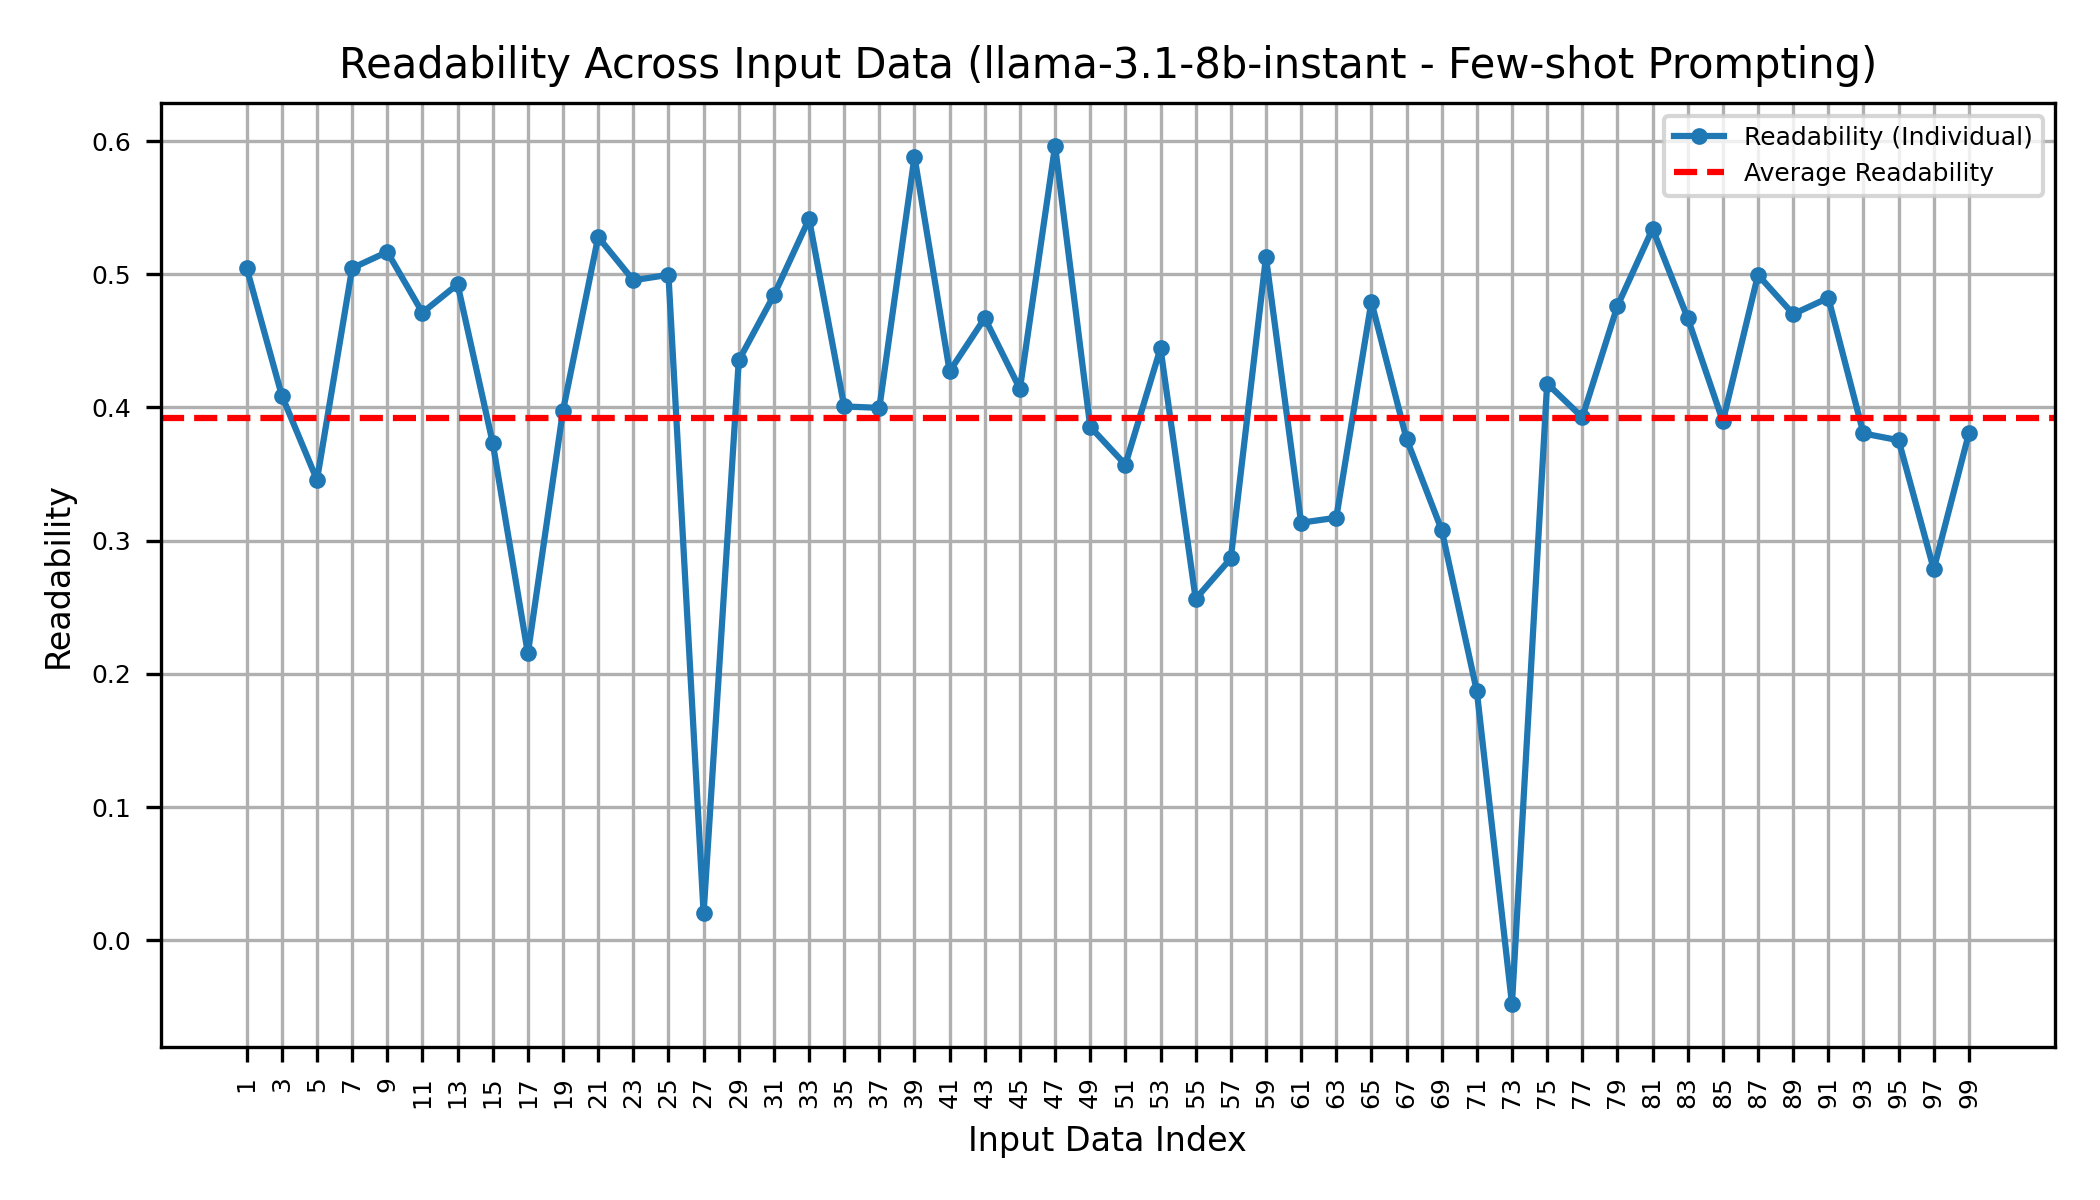 Readability Across Input Data (llama-3.1-8b-instant - Few-shot Prompting)
Readability (Individual)
Average Readability
Readability
0.6
0.5
0.4
0.3
0.2
0.1
0.0
1 3 5 7 9 11 13 15 17 19 21 23 25 27 29 31 33 35 37 39 41 43 45 47 49 51 53 55 57 59 61 63 65 67 69 71 73 75 77 79 81 83 85 87 89 91 93 95 97 99
Input Data Index